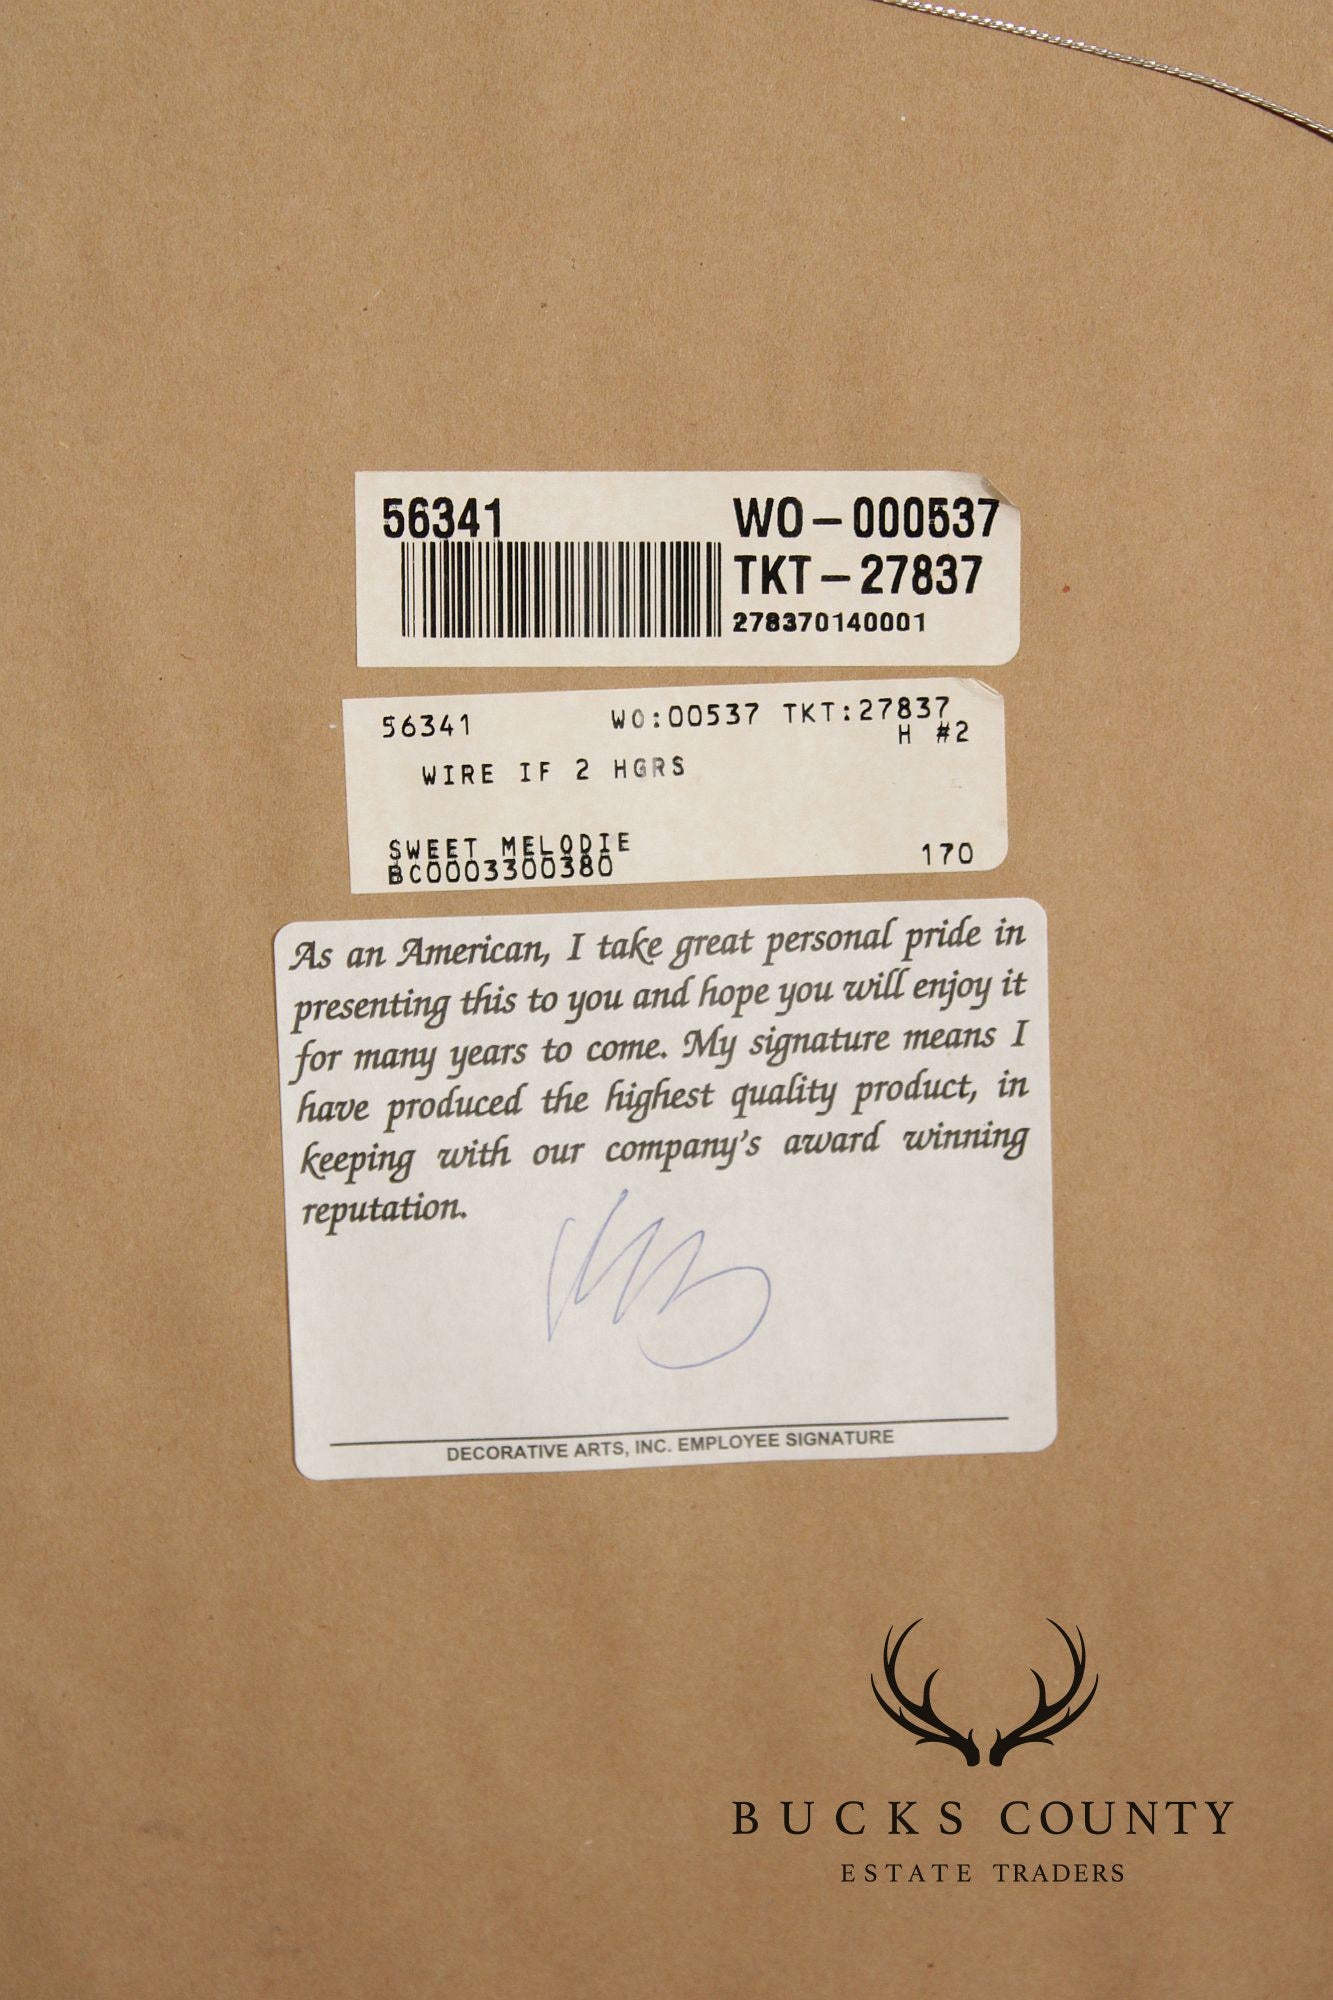 56341 WO-000537
TKT-27837
278370140001
56341 WO:00537 TKT:27837
H #2
WIRE IF 2 HGRS
SWEET MELODIE
BC0003300380 170
As an American, I take great personal pride in
presenting this to you and hope you will enjoy it
for many years to come. My signature means I
have produced the highest quality product, in
keeping with our company's award winning
reputation.
DECORATIVE ARTS, INC. EMPLOYEE SIGNATURE
BUCKS COUNTY
ESTATE TRADERS